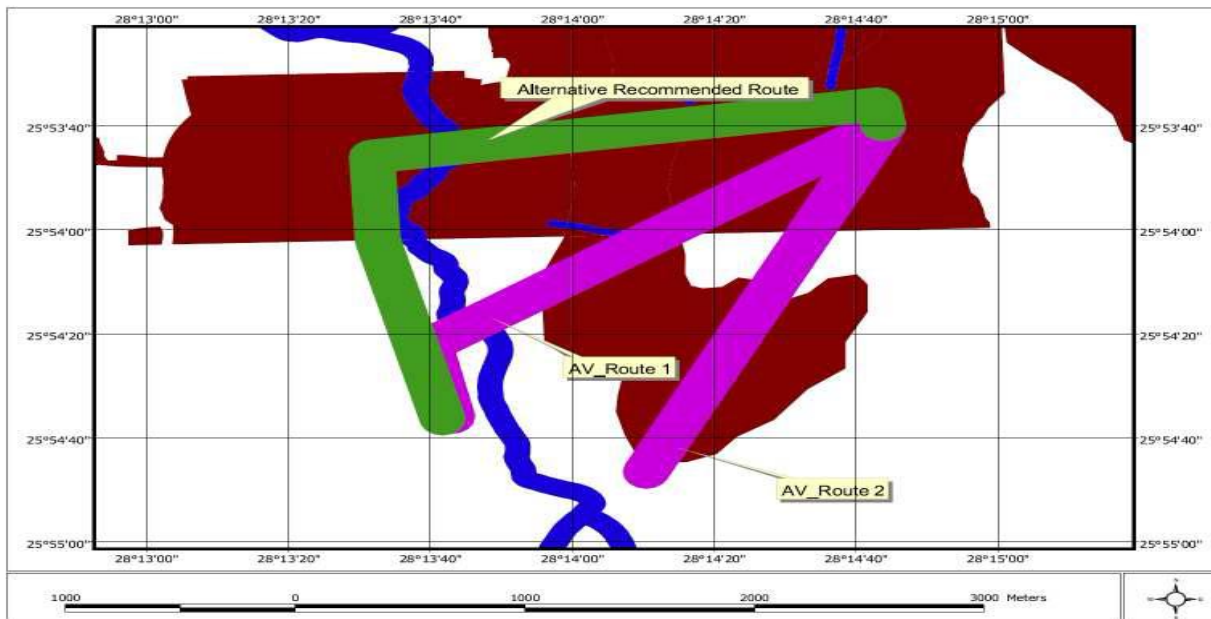 28°13'00" 28°13'20" 28°13'40" 28°14'00" 28°14'20" 28°14'40" 28°15'00"
Alternative Recommended Route
25°53'40" 25°53'40"
25°54'00" 25°54'00"
25°54'20" 25°54'20"
AV_Route 1
25°54'40" 25°54'40"
AV_Route 2
25°55'00" 25°55'00"
28°13'00" 28°13'20" 28°13'40" 28°14'00" 28°14'20" 28°14'40" 28°15'00"
1000 0 1000 2000 3000 Meters